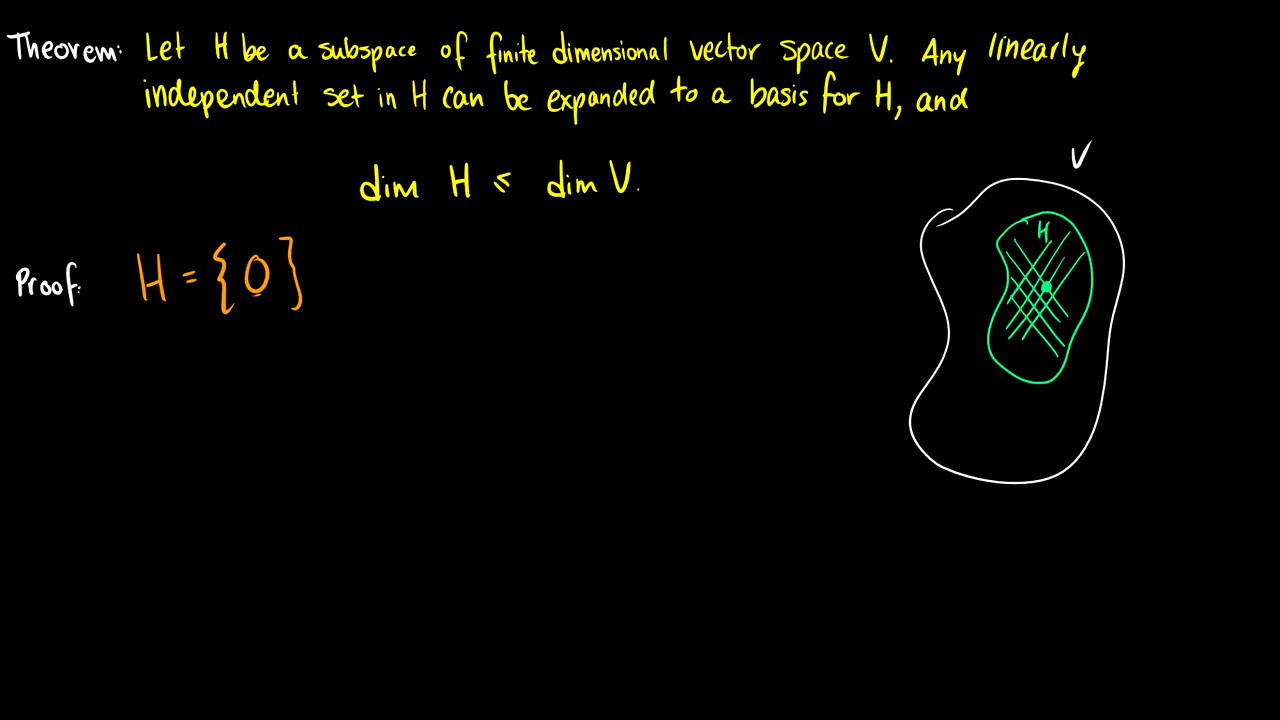 Theorem: Let H be a subspace of finite dimensional vector space V. Any linearly
independent set in H can be expanded to a basis for H, and
dim H ≤ dim V.
V
H
Proof: H = {0}